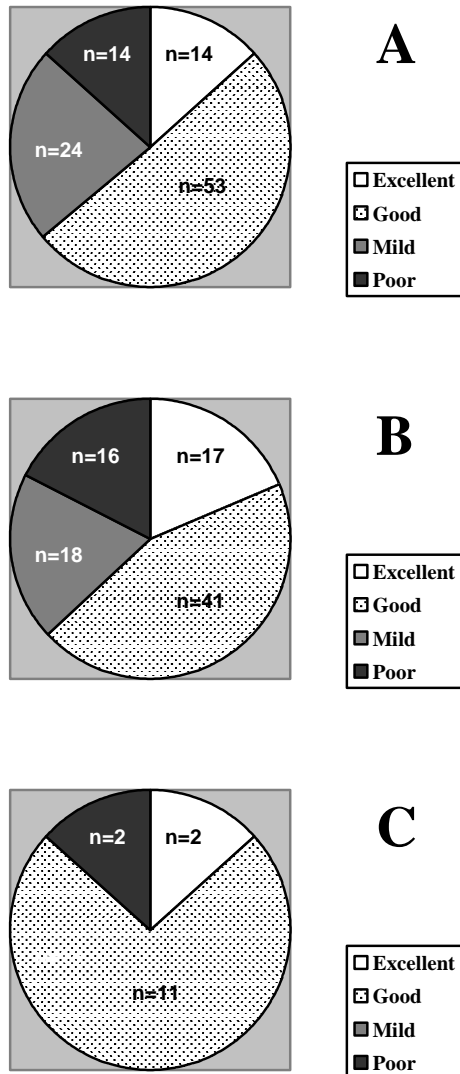 A
n=14
n=14
n=24
n=53
Excellent
Good
Mild
Poor
B
n=16
n=17
n=18
n=41
Excellent
Good
Mild
Poor
C
n=2
n=2
n=11
Excellent
Good
Mild
Poor